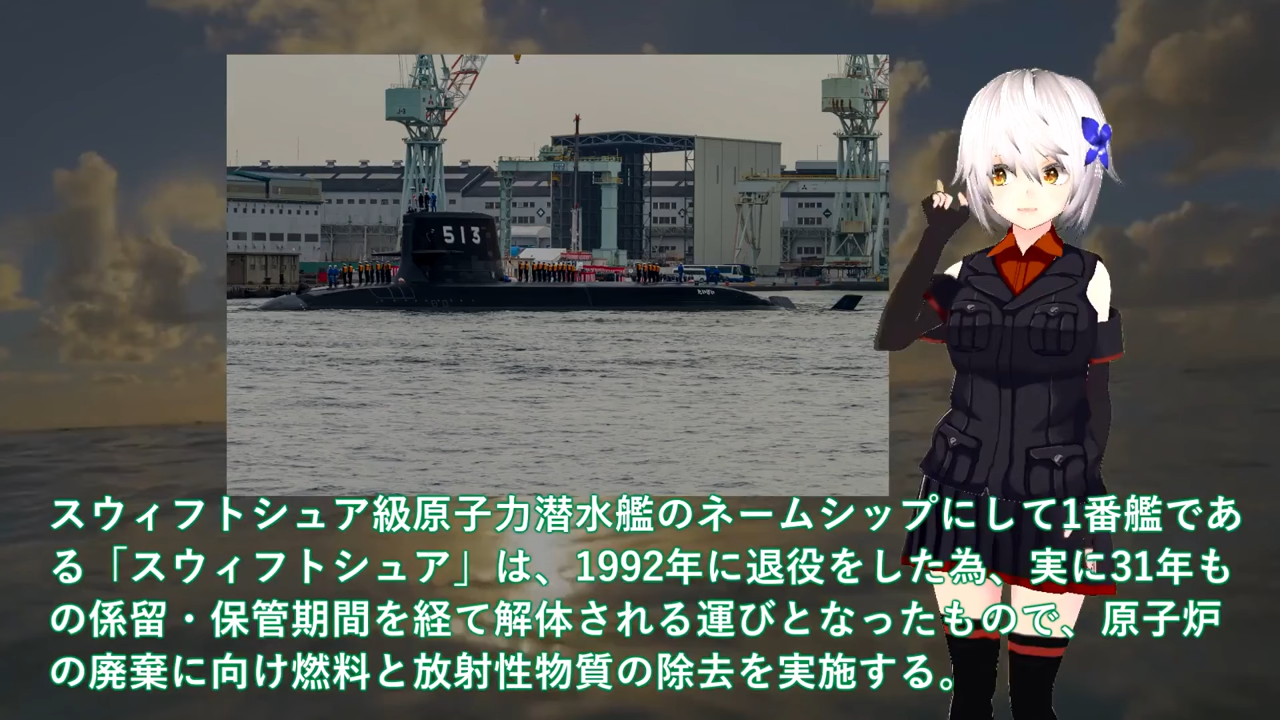 513
スウィフトシュア級原子力潜水艦のネームシップにして1番艦であ
る「スウィフトシュア」は、1992年に退役をした為、実に31年も
の係留・保管期間を経て解体される運びとなったもので、原子炉
の廃棄に向け燃料と放射性物質の除去を実施する。